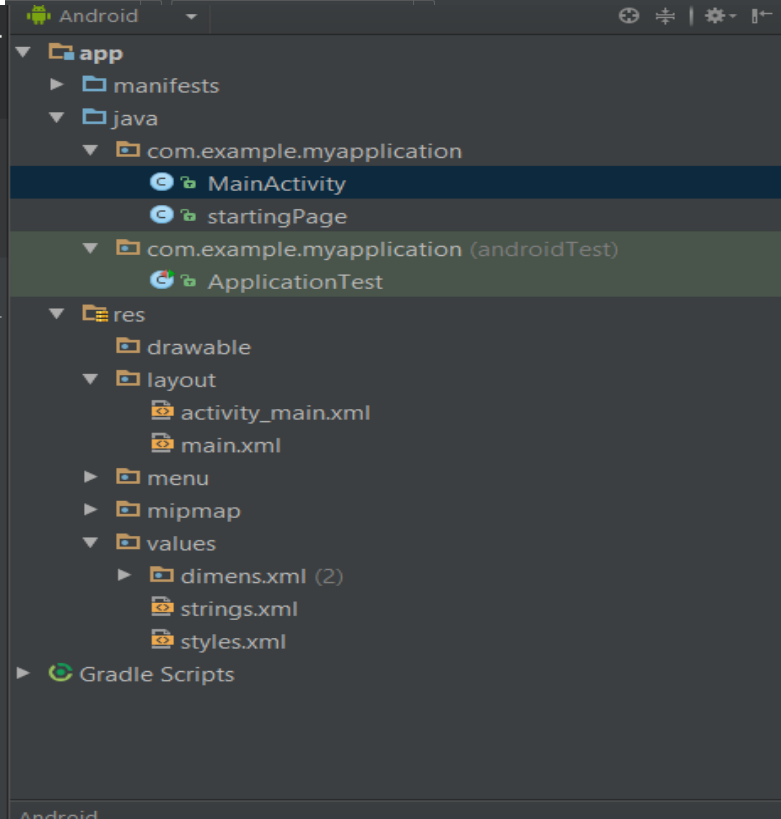 Android
app
manifests
java
com.example.myapplication
MainActivity
startingPage
com.example.myapplication (androidTest)
ApplicationTest
res
drawable
layout
activity_main.xml
main.xml
menu
mipmap
values
dimens.xml (2)
strings.xml
styles.xml
Gradle Scripts
Android